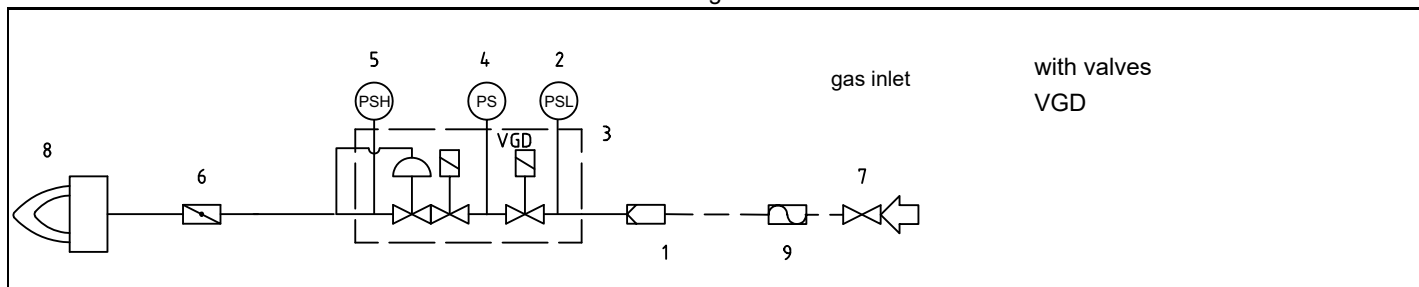 5 4 2
gas inlet
with valves
VGD
PSH PS PSL
VGD
3
8
6
7
1
9